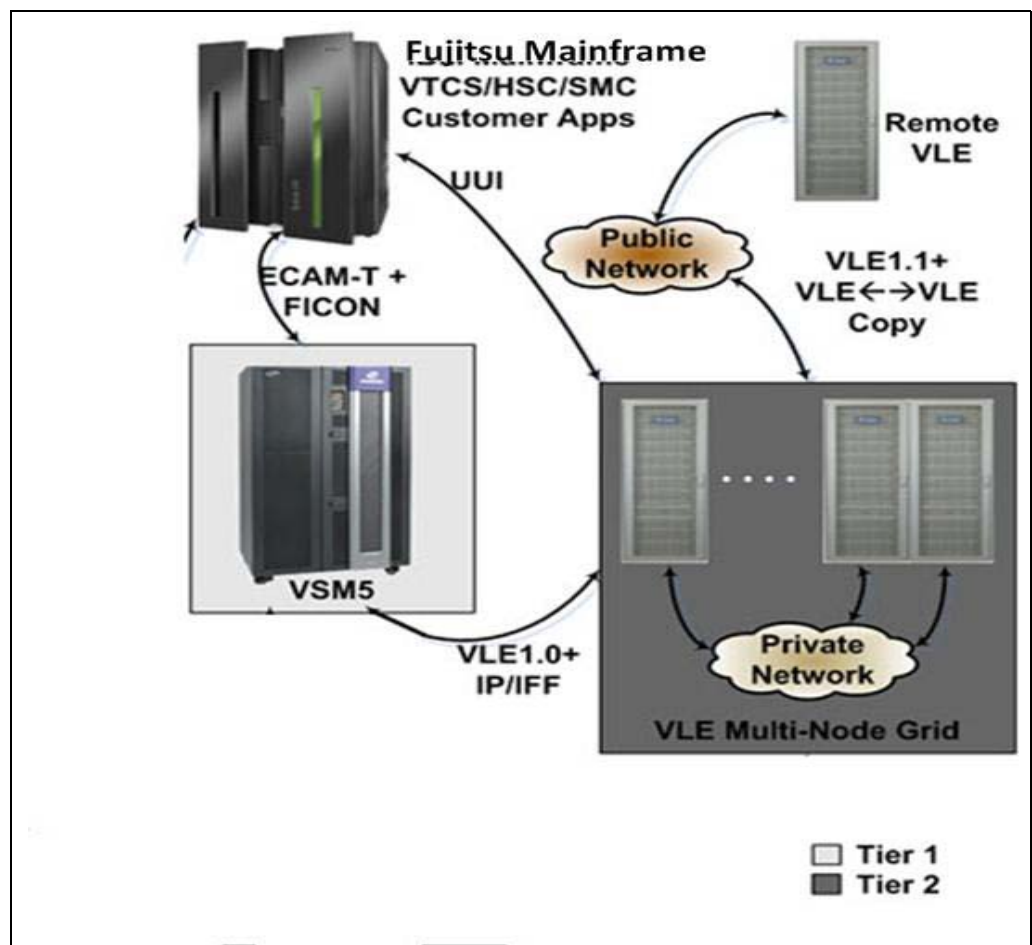 Fujitsu Mainframe
VTCS/HSC/SMC
Customer Apps
Remote
VLE
UUI
Public
Network
ECAM-T +
FICON
VLE1.1+
VLE←→VLE
Copy
VSM5
VLE1.0+
IP/IFF
Private
Network
VLE Multi-Node Grid
Tier 1
Tier 2